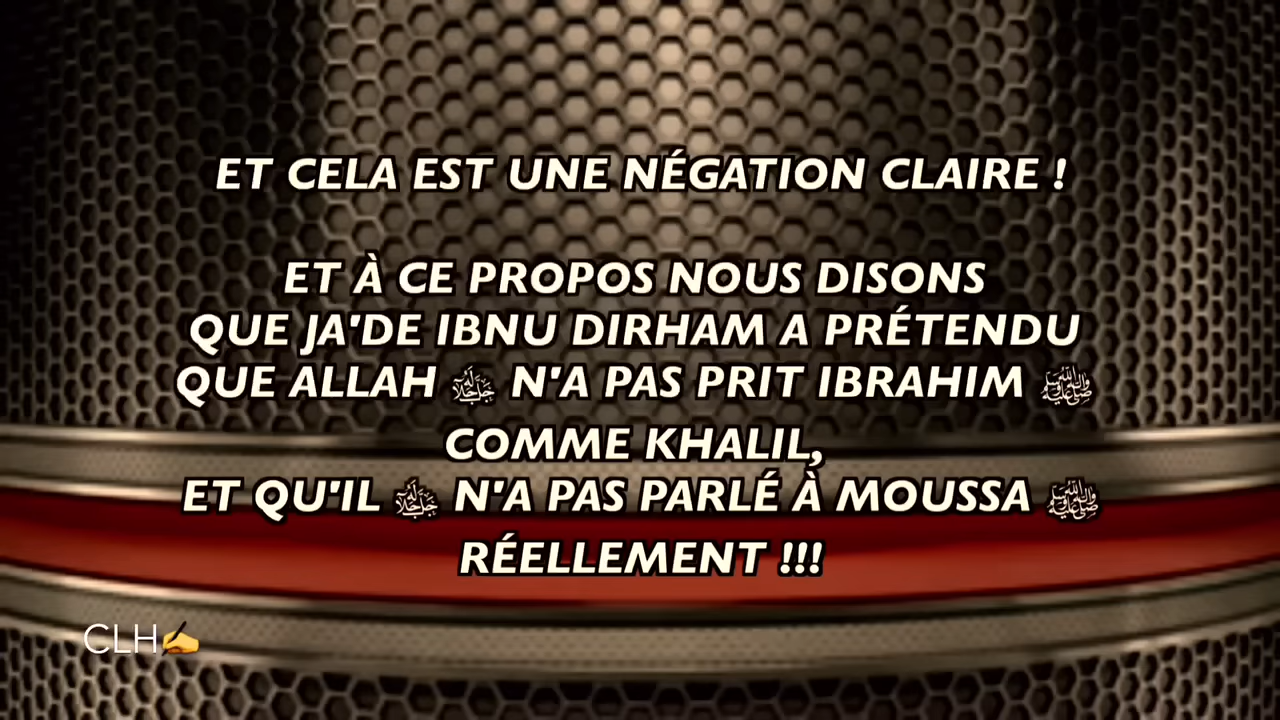 ET CELA EST UNE NÉGATION CLAIRE !
ET À CE PROPOS NOUS DISONS
QUE JA'DE IBNU DIRHAM A PRÉTENDU
QUE ALLAH ﷻ N'A PAS PRIT IBRAHIM ﷺ
COMME KHALIL,
ET QU'IL ﷻ N'A PAS PARLÉ À MOUSSA ﷺ
RÉELLEMENT !!!
CLH✍️